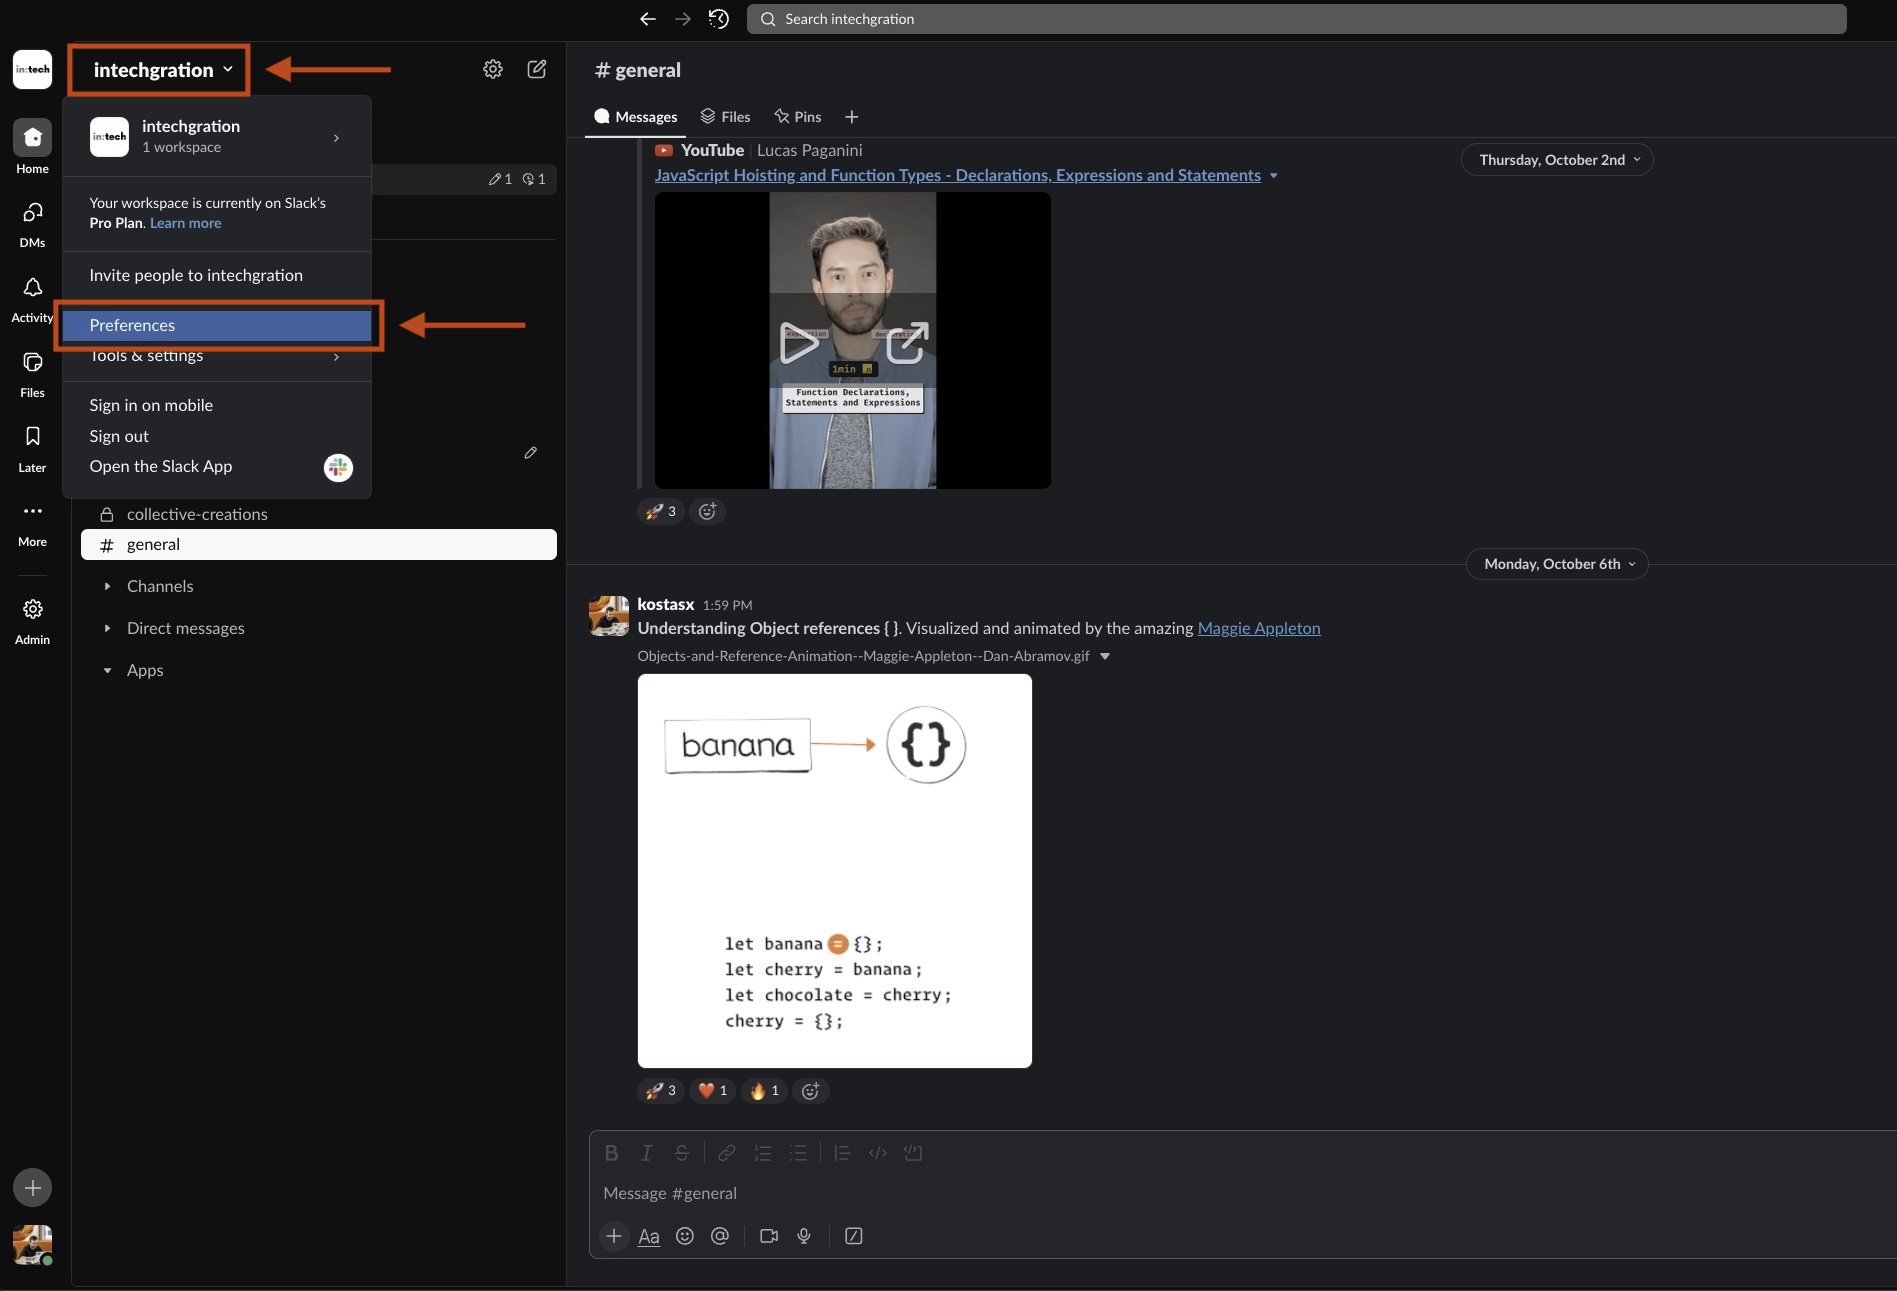 Search intechgration
in:tech
intechgration
in:tech
intechgration
1 workspace
Your workspace is currently on Slack's
Pro Plan. Learn more
Invite people to intechgration
Preferences
Tools & settings
Sign in on mobile
Sign out
Open the Slack App
Home
DMs
Activity
Files
Later
More
Admin
1 1
collective-creations
# general
Channels
Direct messages
Apps
# general
Messages
Files
Pins
YouTube | Lucas Paganini
Thursday, October 2nd
JavaScript Hoisting and Function Types - Declarations, Expressions and Statements
expression
declaration
1min
Function Declarations,
Statements and Expressions
3
Monday, October 6th
kostasx 1:59 PM
Understanding Object references { }. Visualized and animated by the amazing Maggie Appleton
Objects-and-Reference-Animation--Maggie-Appleton--Dan-Abramov.gif
banana
{}
let banana = {};
let cherry = banana;
let chocolate = cherry;
cherry = {};
3 1 1
B I S
Message #general
Aa